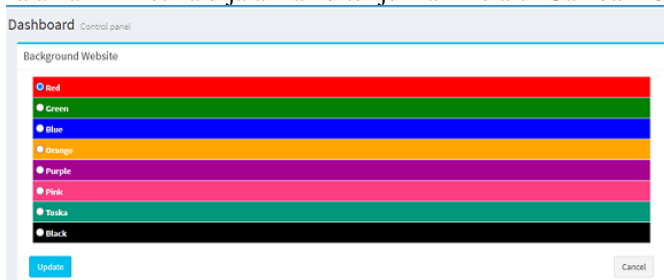 Dashboard Control panel
Background Website
Red
Green
Blue
Orange
Purple
Pink
Toska
Black
Update Cancel